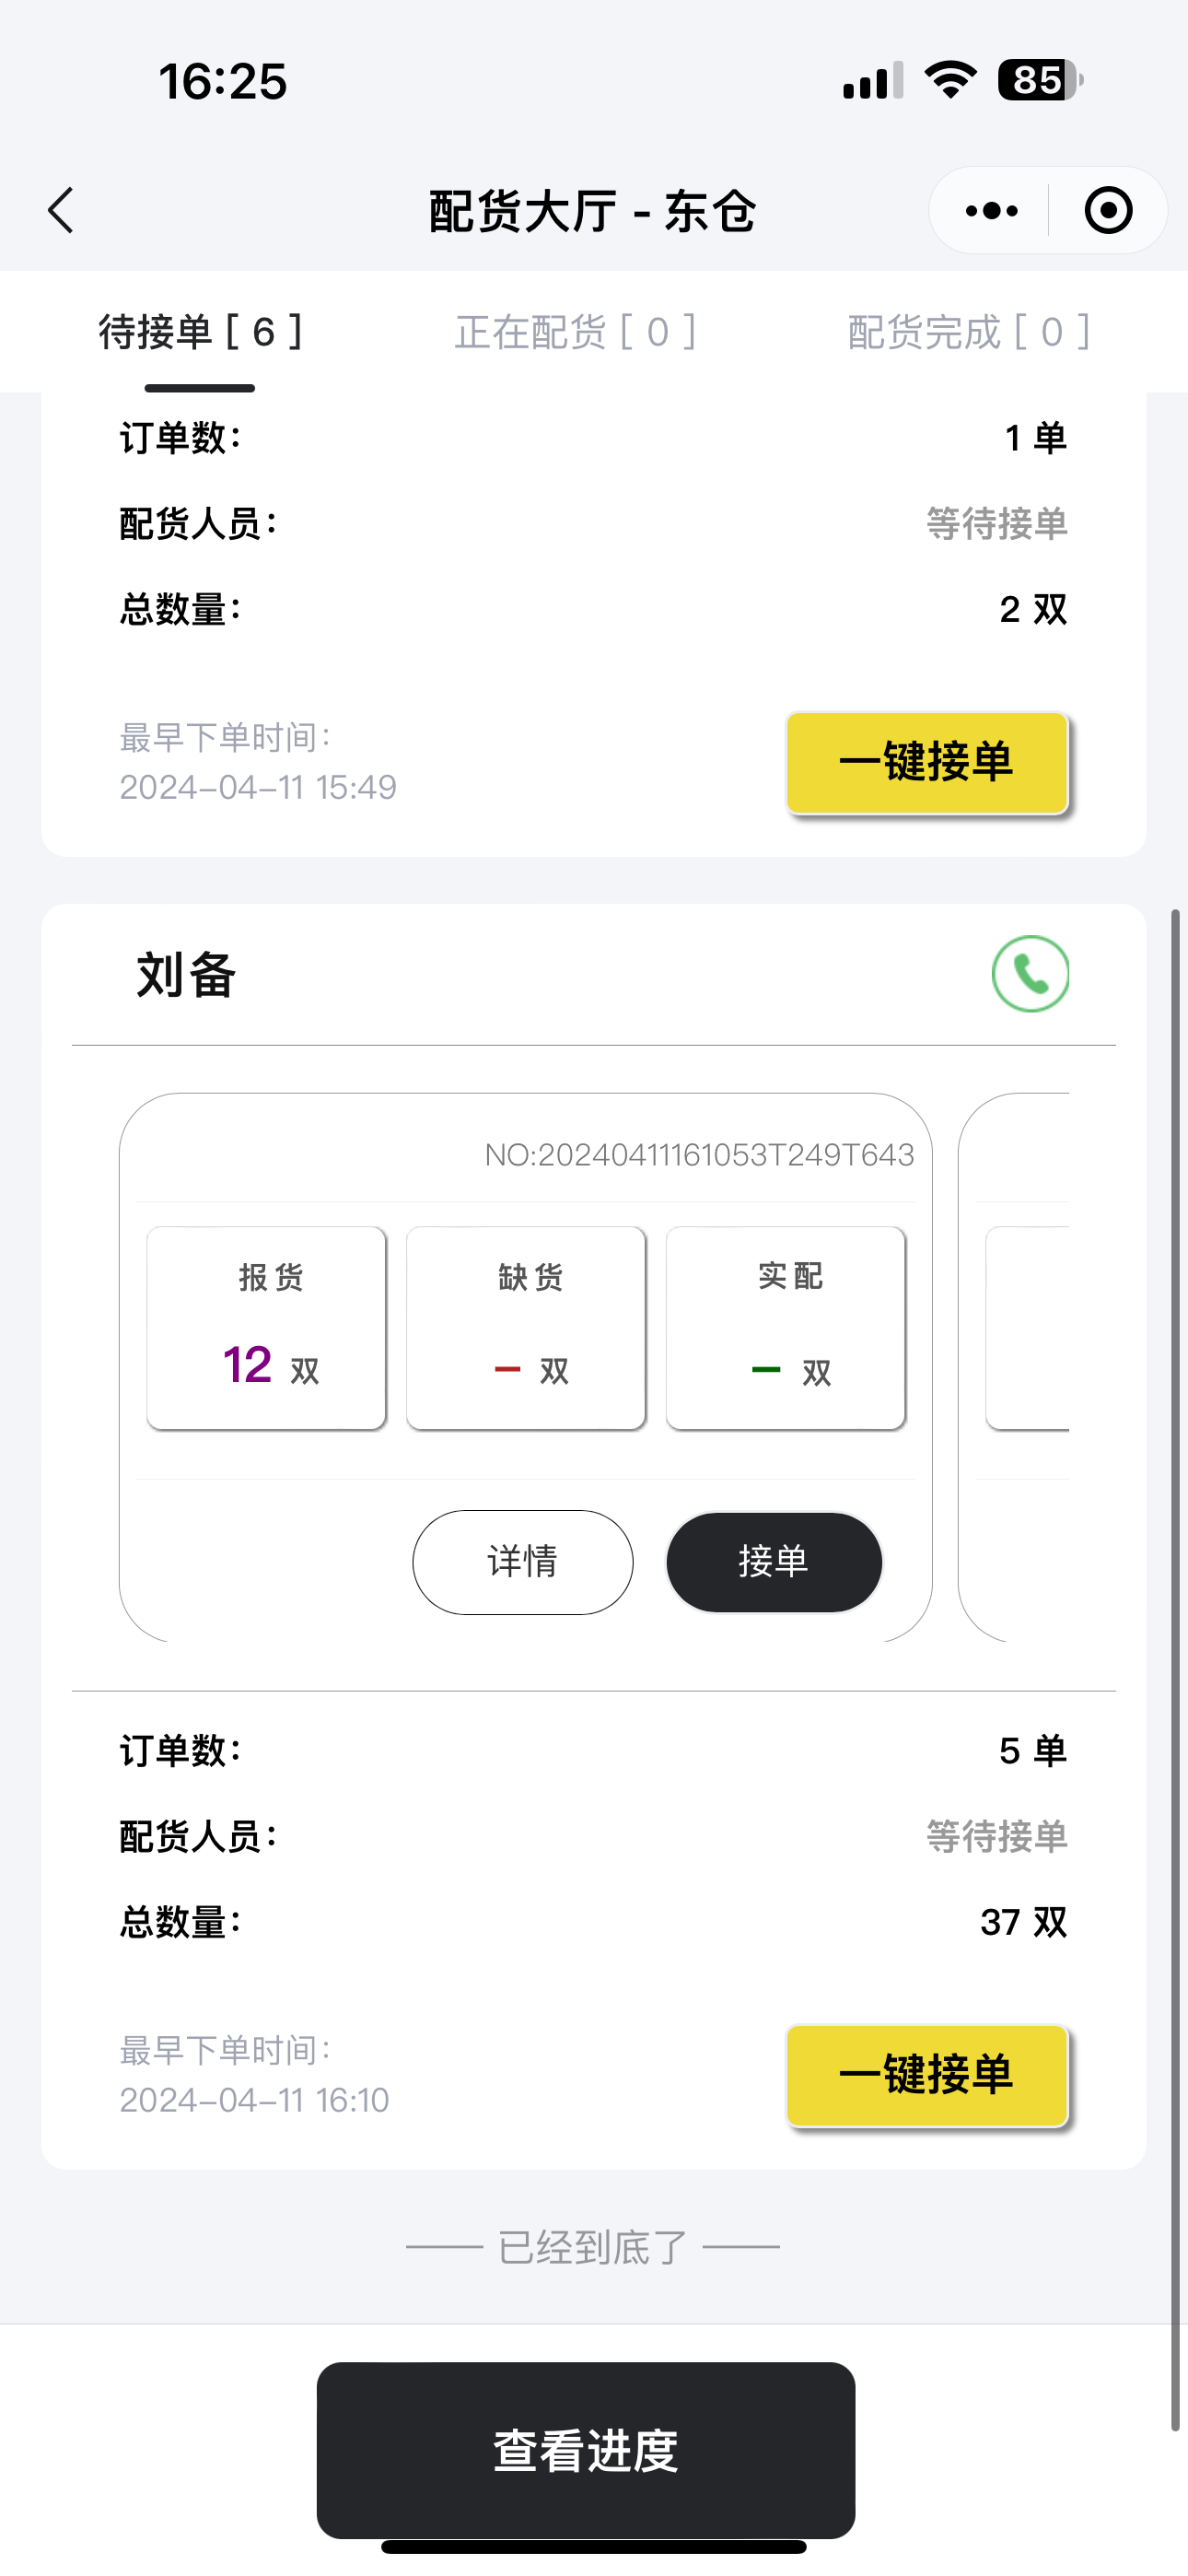 16:25
85
配货大厅 - 东仓
待接单 [ 6 ]
正在配货 [ 0 ]
配货完成 [ 0 ]
订单数：
1 单
配货人员：
等待接单
总数量：
2 双
最早下单时间：
2024-04-11 15:49
一键接单
刘备
NO:20240411161053T249T643
报货
缺货
实配
12 双
- 双
- 双
详情
接单
订单数：
5 单
配货人员：
等待接单
总数量：
37 双
最早下单时间：
2024-04-11 16:10
一键接单
已经到底了
查看进度